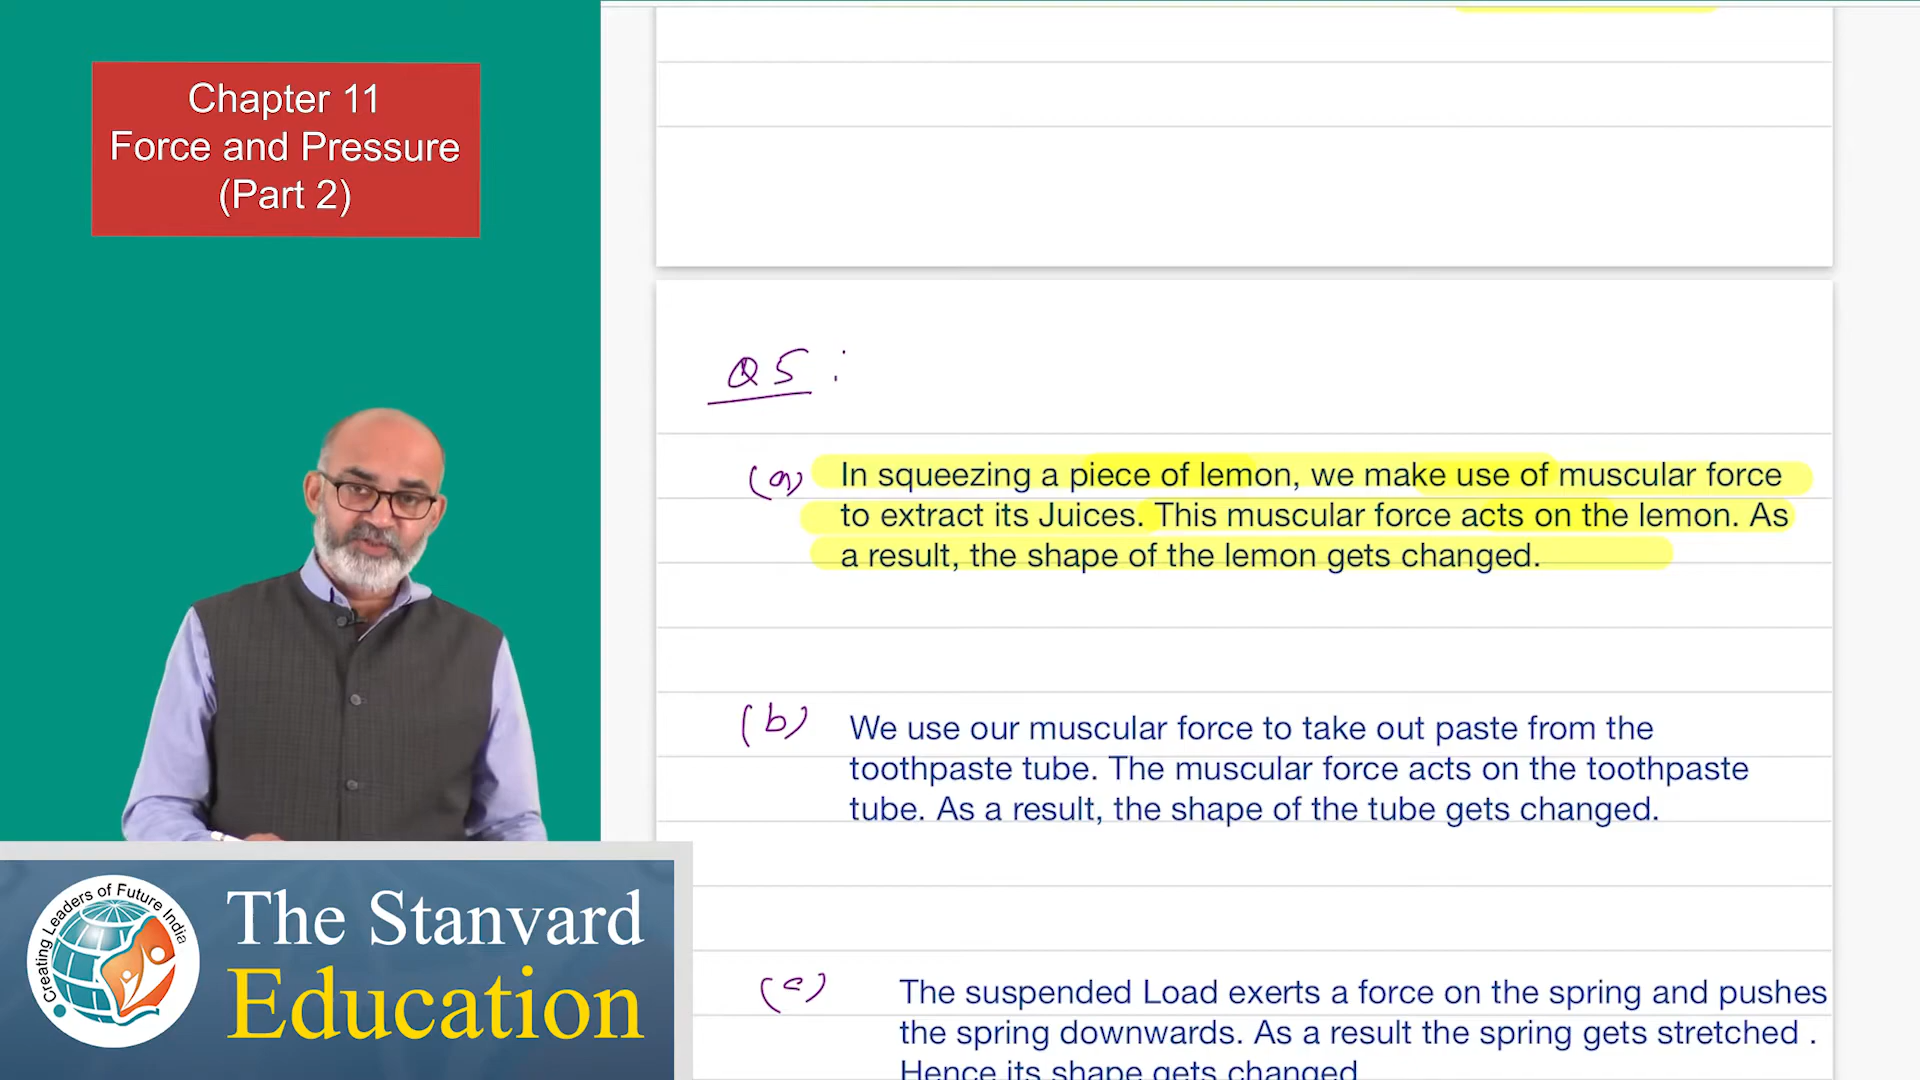 Chapter 11
Force and Pressure
(Part 2)
Q5:
(a) In squeezing a piece of lemon, we make use of muscular force
to extract its Juices. This muscular force acts on the lemon. As
a result, the shape of the lemon gets changed.
(b) We use our muscular force to take out paste from the
toothpaste tube. The muscular force acts on the toothpaste
tube. As a result, the shape of the tube gets changed.
(c) The suspended Load exerts a force on the spring and pushes
the spring downwards. As a result the spring gets stretched .
Hence its shape gets changed
Creating Leaders of Future India
The Stanvard
Education